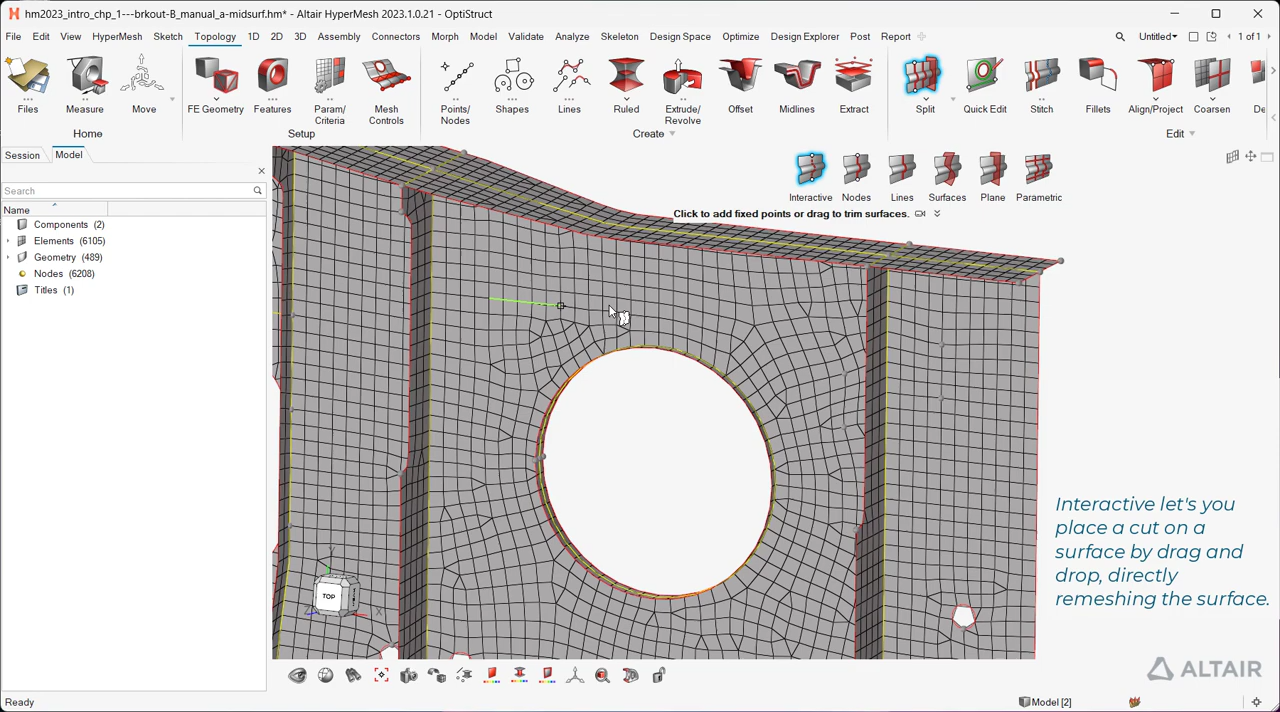 hm2023_intro_chp_1---brkout-B_manual_a-midsurf.hm* - Altair HyperMesh 2023.1.0.21 - OptiStruct
File Edit View HyperMesh Sketch Topology 1D 2D 3D Assembly Connectors Morph Model Validate Analyze Skeleton Design Space Optimize Design Explorer Post Report Untitled 1 of 1
Files Measure Move FE Geometry Features Param/ Criteria Mesh Controls Points/ Nodes Shapes Lines Ruled Extrude/ Revolve Offset Midlines Extract Split Quick Edit Stitch Fillets Align/Project Coarsen De
Home Setup Create Edit
Session Model
Search
Name
Components (2)
Elements (6105)
Geometry (489)
Nodes (6208)
Titles (1)
Interactive Nodes Lines Surfaces Plane Parametric
Click to add fixed points or drag to trim surfaces.
Interactive let's you
place a cut on a
surface by drag and
drop, directly
remeshing the surface.
Y
TOP
Z X
ALTAIR
Ready Model [2]